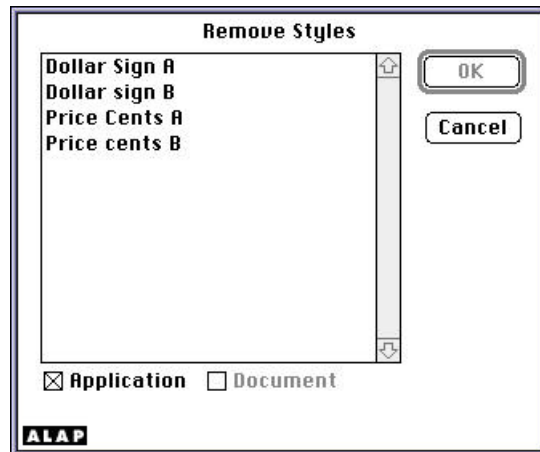 Remove Styles
Dollar Sign A
Dollar sign B
Price Cents A
Price cents B
OK
Cancel
Application
Document
ALAP